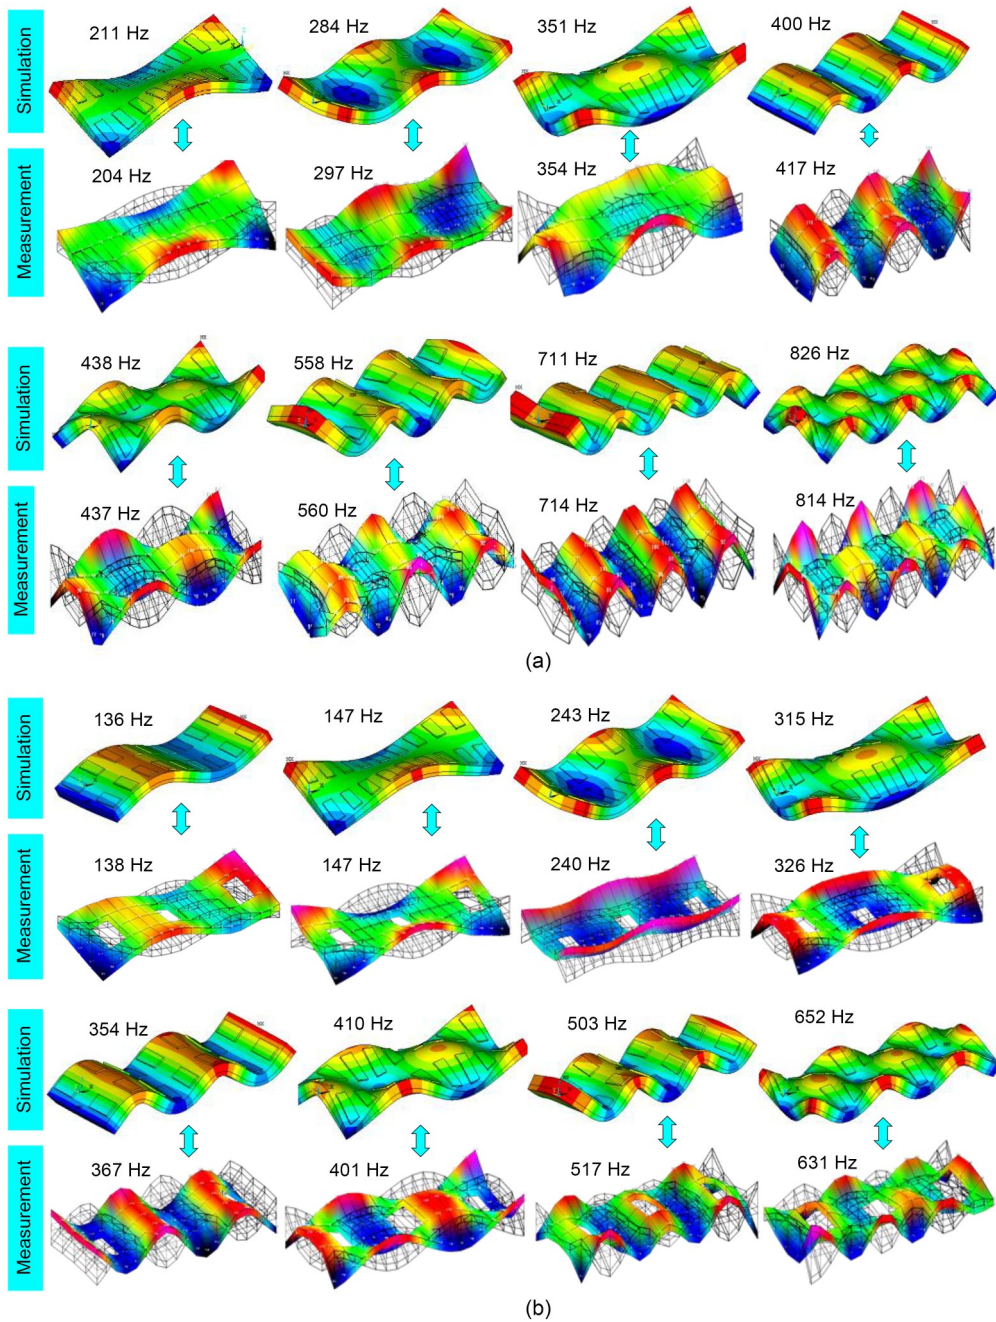 Simulation
211 Hz
284 Hz
351 Hz
400 Hz
Measurement
204 Hz
297 Hz
354 Hz
417 Hz
Simulation
438 Hz
558 Hz
711 Hz
826 Hz
Measurement
437 Hz
560 Hz
714 Hz
814 Hz
(a)
Simulation
136 Hz
147 Hz
243 Hz
315 Hz
Measurement
138 Hz
147 Hz
240 Hz
326 Hz
Simulation
354 Hz
410 Hz
503 Hz
652 Hz
Measurement
367 Hz
401 Hz
517 Hz
631 Hz
(b)